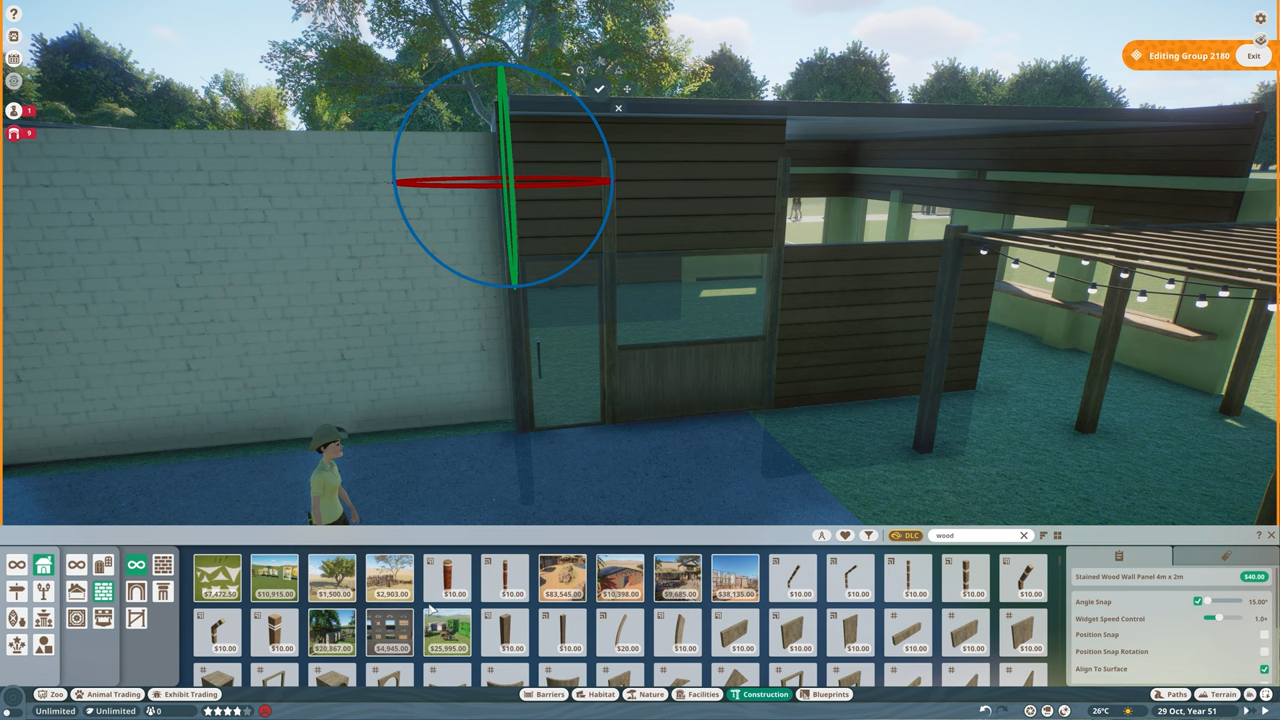 ?
1
9
Editing Group 2180
Exit
DLC
wood
?
$7,472.50
$10,915.00
$1,500.00
$2,903.00
$10.00
$10.00
$83,545.00
$10,398.00
$9,685.00
$38,135.00
$10.00
$10.00
$10.00
$10.00
$10.00
$10.00
$10.00
$20,867.00
$4,945.00
$25,995.00
$10.00
$10.00
$20.00
$10.00
$10.00
$10.00
$10.00
$10.00
$10.00
$10.00
Stained Wood Wall Panel 4m x 2m
$40.00
Angle Snap
15.00°
Widget Speed Control
1.0×
Position Snap
Position Snap Rotation
Align To Surface
Zoo
Animal Trading
Exhibit Trading
Barriers
Habitat
Nature
Facilities
Construction
Blueprints
Paths
Terrain
Unlimited
Unlimited
0
26°C
29 Oct, Year 51